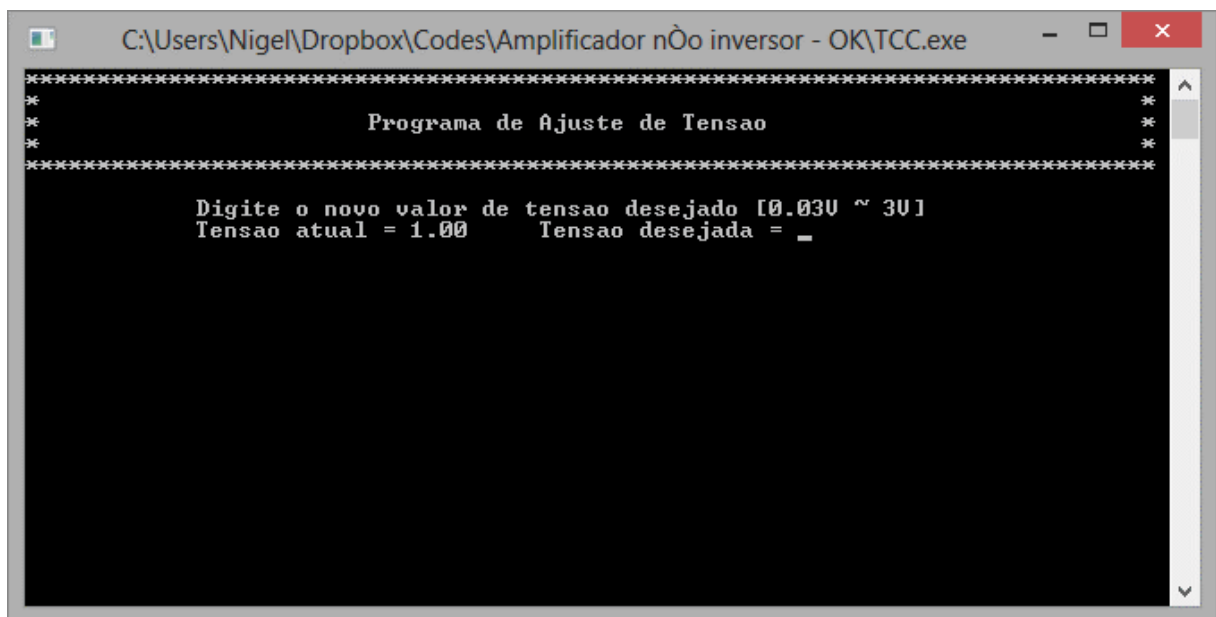 C:\Users\Nigel\Dropbox\Codes\Amplificador nÒo inversor - OK\TCC.exe
*******************************************************************************
* *
* Programa de Ajuste de Tensao *
* *
*******************************************************************************
Digite o novo valor de tensao desejado [0.03V ~ 3V]
Tensao atual = 1.00 Tensao desejada = _